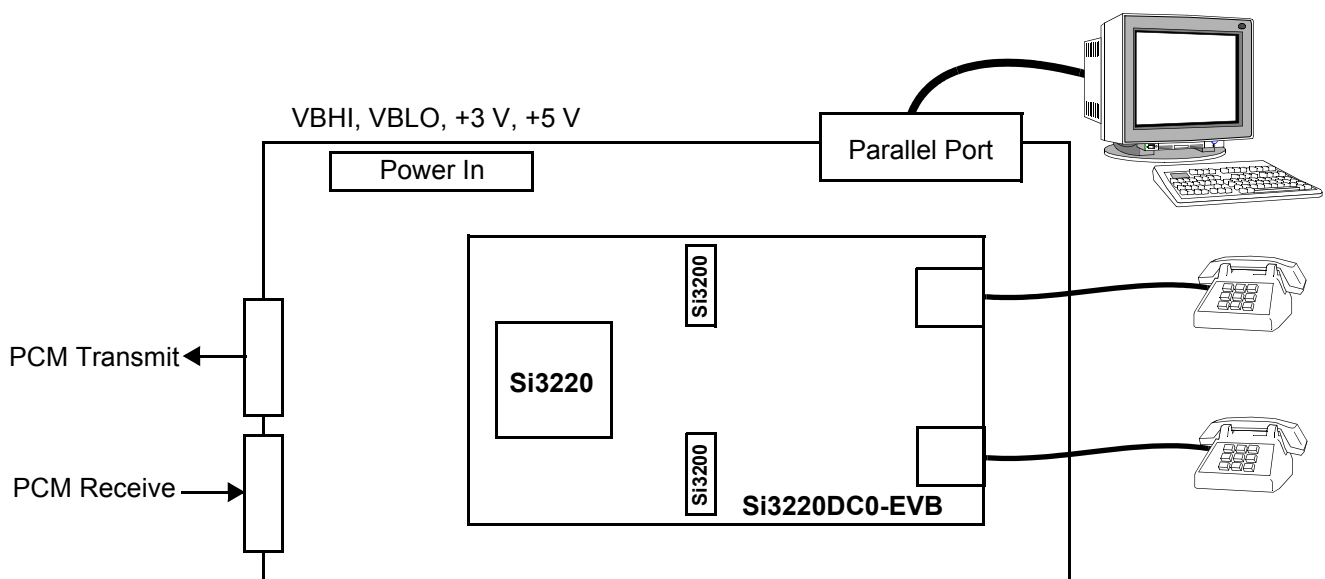 VBHI, VBLO, +3 V, +5 V
Power In
Parallel Port
Si3200
Si3220
PCM Transmit
PCM Receive
Si3200
Si3220DC0-EVB